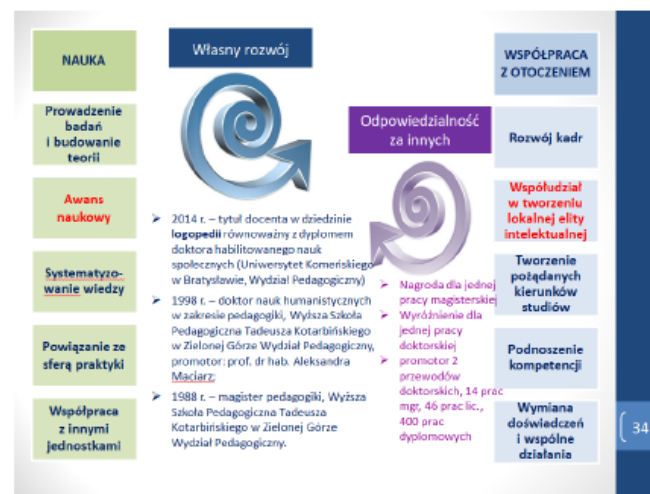 NAUKA
Prowadzenie
badań
i budowanie
teorii
Awans
naukowy
Systematyzo-
wanie wiedzy
Powiązanie ze
sferą praktyki
Współpraca
z innymi
jednostkami
Własny rozwój
➢ 2014 r. – tytuł docenta w dziedzinie
logopedii równoważny z dyplomem
doktora habilitowanego nauk
społecznych (Uniwersytet Komeńskiego
w Bratysławie, Wydział Pedagogiczny)
➢ 1998 r. – doktor nauk humanistycznych
w zakresie pedagogiki, Wyższa Szkoła
Pedagogiczna Tadeusza Kotarbińskiego
w Zielonej Górze Wydział Pedagogiczny,
promotor: prof. dr hab. Aleksandra
Maciarz;
➢ 1988 r. – magister pedagogiki, Wyższa
Szkoła Pedagogiczna Tadeusza
Kotarbińskiego w Zielonej Górze
Wydział Pedagogiczny.
Odpowiedzialność
za innych
➢ Nagroda dla jednej
pracy magisterskiej
➢ Wyróżnienie dla
jednej pracy
doktorskiej
➢ promotor 2
przewodów
doktorskich, 14 prac
mgr, 46 prac lic.,
400 prac
dyplomowych
WSPÓŁPRACA
Z OTOCZENIEM
Rozwój kadr
Współudział
w tworzeniu
lokalnej elity
intelektualnej
Tworzenie
pożądanych
kierunków
studiów
Podnoszenie
kompetencji
Wymiana
doświadczeń
i wspólne
działania
34